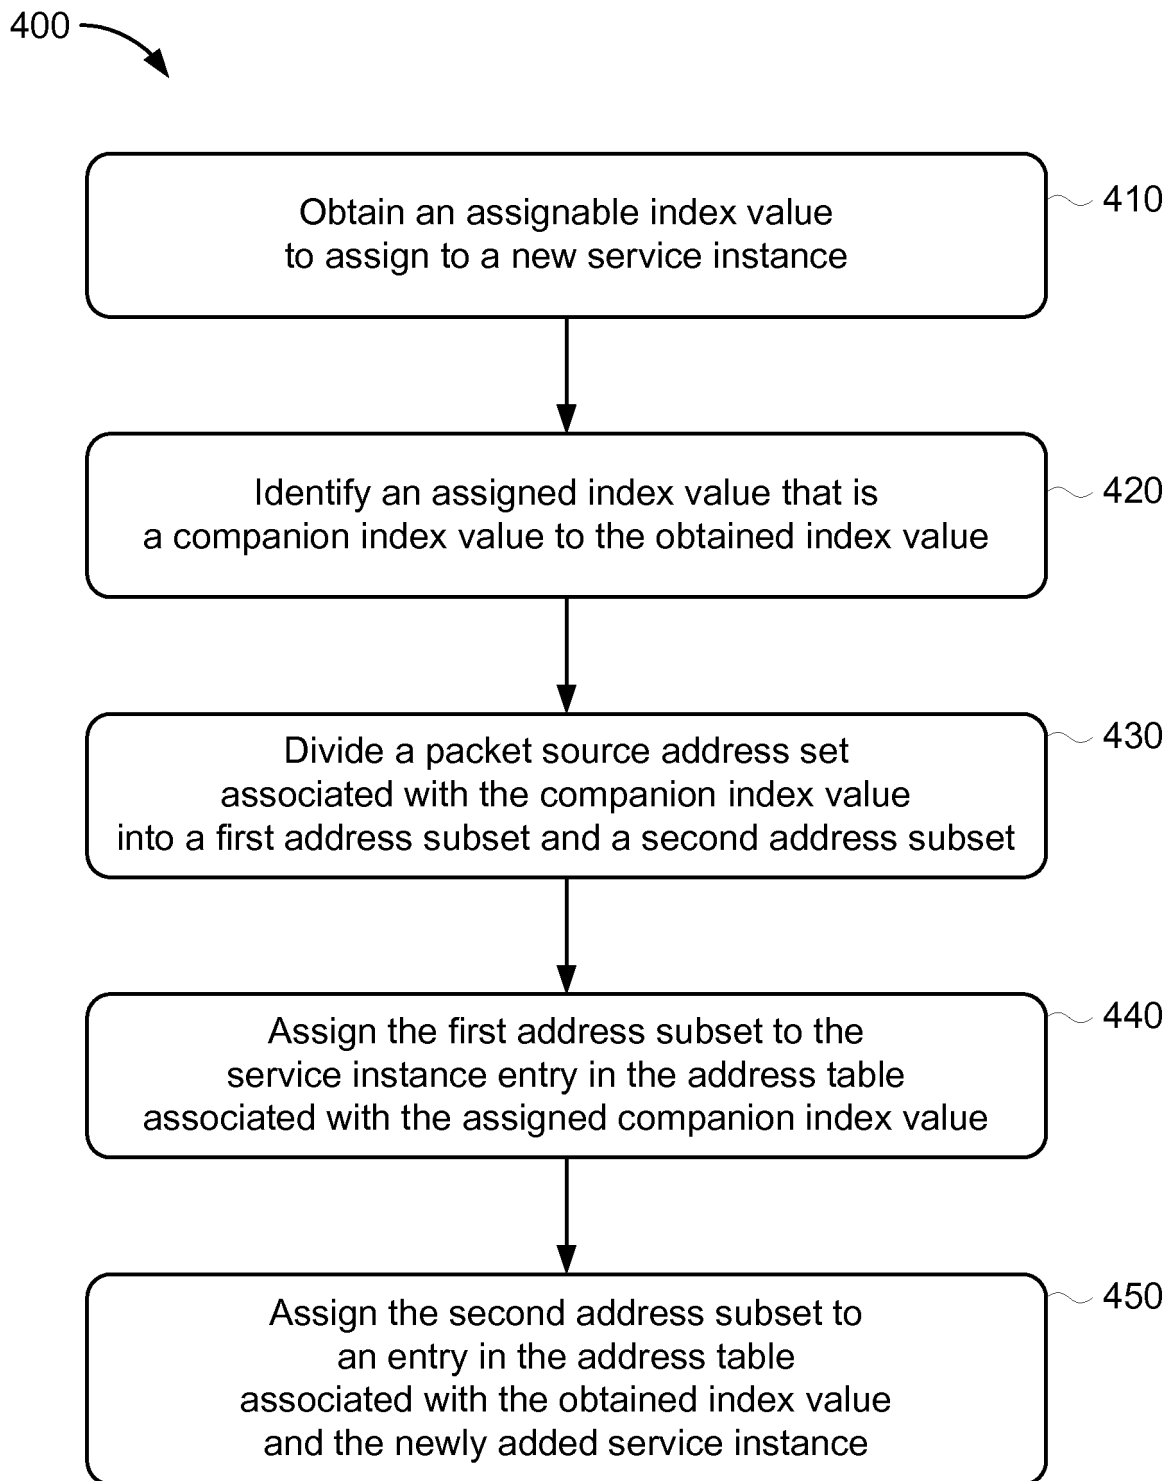 400
Obtain an assignable index value
to assign to a new service instance
410
Identify an assigned index value that is
a companion index value to the obtained index value
420
Divide a packet source address set
associated with the companion index value
into a first address subset and a second address subset
430
Assign the first address subset to the
service instance entry in the address table
associated with the assigned companion index value
440
Assign the second address subset to
an entry in the address table
associated with the obtained index value
and the newly added service instance
450